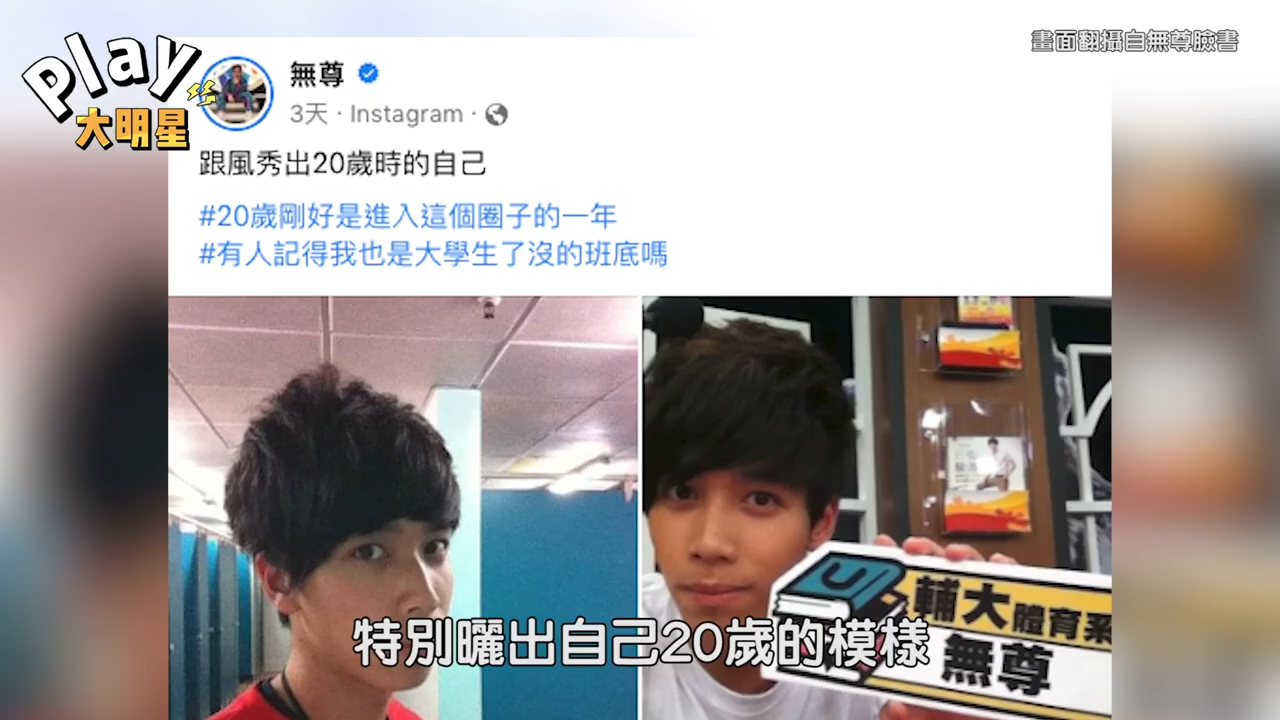 Play
大明星
畫面翻攝自無尊臉書
無尊
3天 · Instagram ·
跟風秀出20歲時的自己
#20歲剛好是進入這個圈子的一年
#有人記得我也是大學生了沒的班底嗎
輔大體育系
無尊
特別曬出自己20歲的模樣